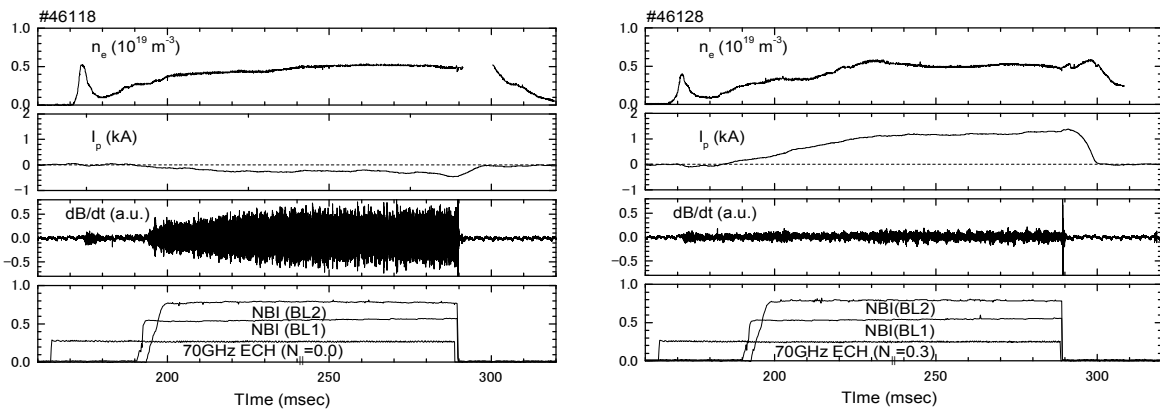 #46118
1.0
n_e (10^19 m^-3)
0.5
0.0
2
I_p (kA)
1
0
-1
dB/dt (a.u.)
0.5
0.0
-0.5
1.0
NBI (BL2)
0.5
NBI (BL1)
70GHz ECH (N_||=0.0)
0.0
200 250 300
TIme (msec)
#46128
1.0
n_e (10^19 m^-3)
0.5
0.0
2
I_p (kA)
1
0
-1
dB/dt (a.u.)
0.5
0.0
-0.5
1.0
NBI(BL2)
0.5
NBI(BL1)
70GHz ECH (N_||=0.3)
0.0
200 250 300
TIme (msec)